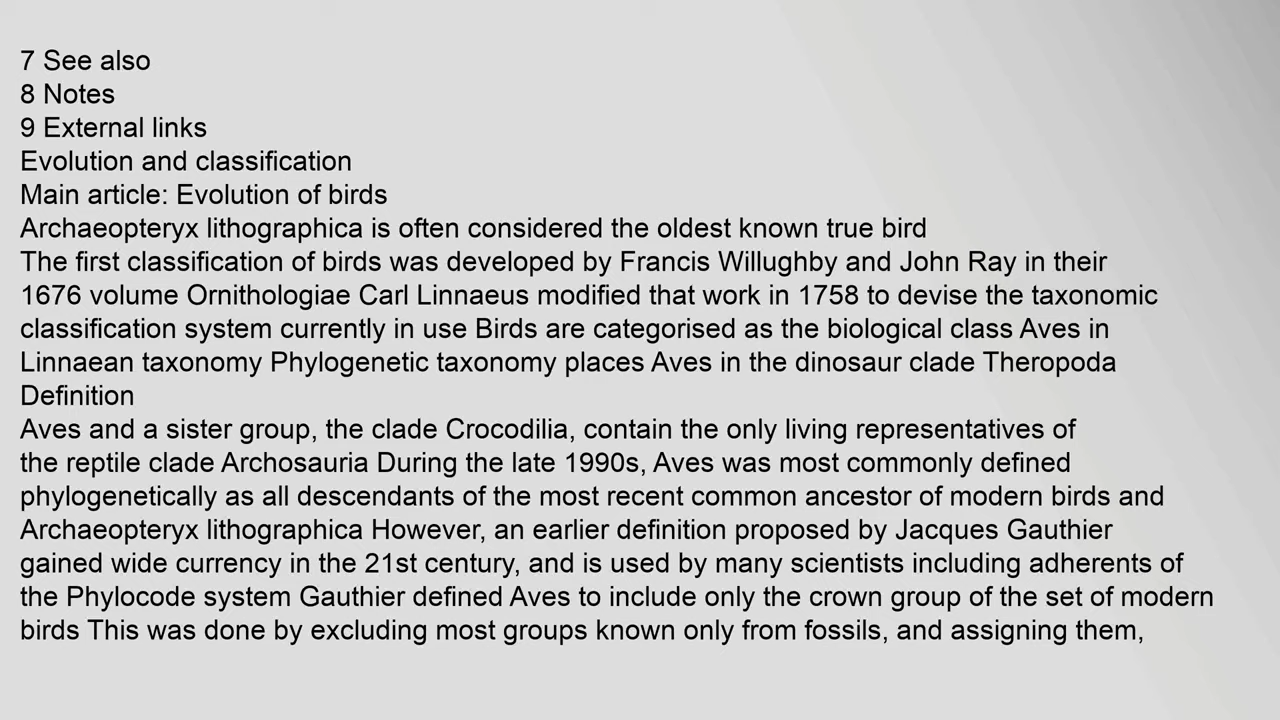 7 See also
8 Notes
9 External links
Evolution and classification
Main article: Evolution of birds
Archaeopteryx lithographica is often considered the oldest known true bird
The first classification of birds was developed by Francis Willughby and John Ray in their
1676 volume Ornithologiae Carl Linnaeus modified that work in 1758 to devise the taxonomic
classification system currently in use Birds are categorised as the biological class Aves in
Linnaean taxonomy Phylogenetic taxonomy places Aves in the dinosaur clade Theropoda
Definition
Aves and a sister group, the clade Crocodilia, contain the only living representatives of
the reptile clade Archosauria During the late 1990s, Aves was most commonly defined
phylogenetically as all descendants of the most recent common ancestor of modern birds and
Archaeopteryx lithographica However, an earlier definition proposed by Jacques Gauthier
gained wide currency in the 21st century, and is used by many scientists including adherents of
the Phylocode system Gauthier defined Aves to include only the crown group of the set of modern
birds This was done by excluding most groups known only from fossils, and assigning them,